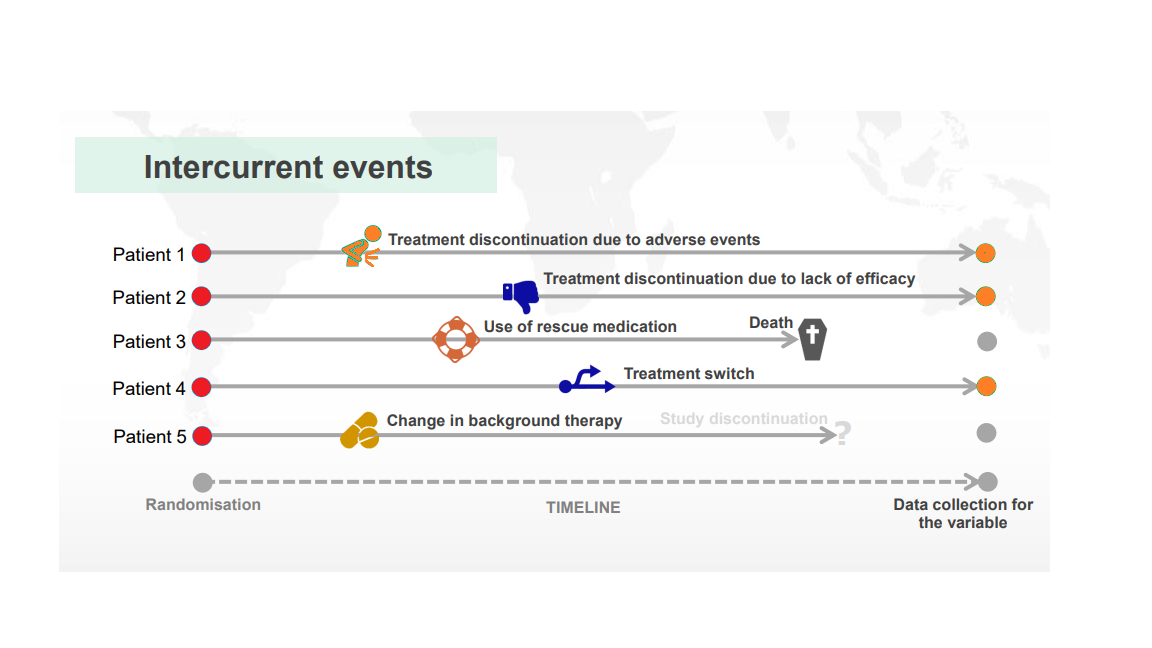 Intercurrent events
Patient 1
Treatment discontinuation due to adverse events
Patient 2
Treatment discontinuation due to lack of efficacy
Patient 3
Use of rescue medication
Death
Patient 4
Treatment switch
Patient 5
Change in background therapy
Study discontinuation
?
Randomisation
TIMELINE
Data collection for
the variable